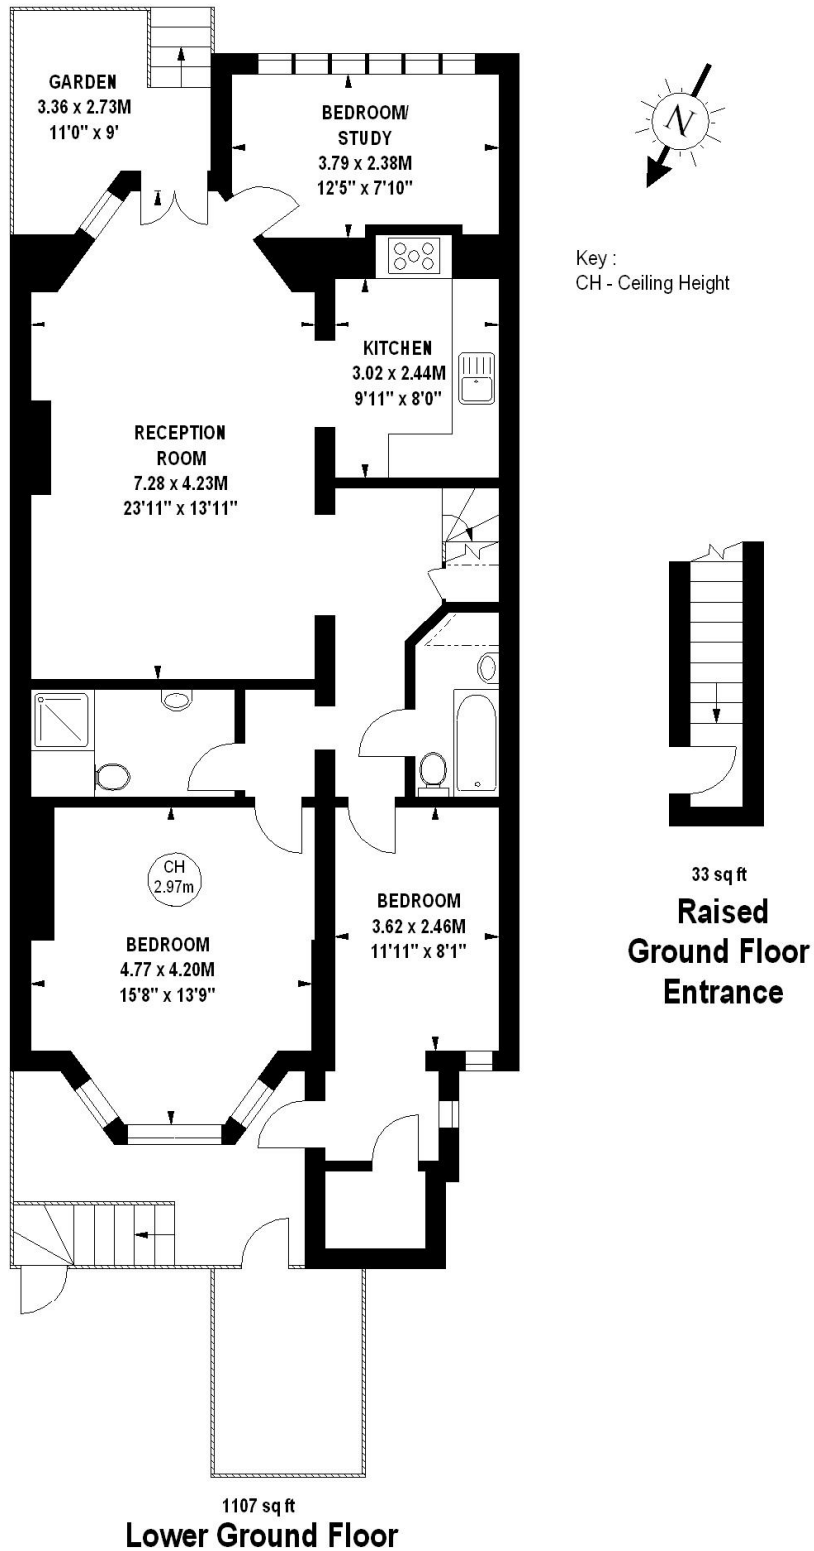 GARDEN
3.36 x 2.73M
11'0" x 9'
BEDROOM/
STUDY
3.79 x 2.38M
12'5" x 7'10"
N
Key :
CH - Ceiling Height
KITCHEN
3.02 x 2.44M
9'11" x 8'0"
RECEPTION
ROOM
7.28 x 4.23M
23'11" x 13'11"
CH
2.97m
BEDROOM
4.77 x 4.20M
15'8" x 13'9"
BEDROOM
3.62 x 2.46M
11'11" x 8'1"
33 sq ft
Raised
Ground Floor
Entrance
1107 sq ft
Lower Ground Floor